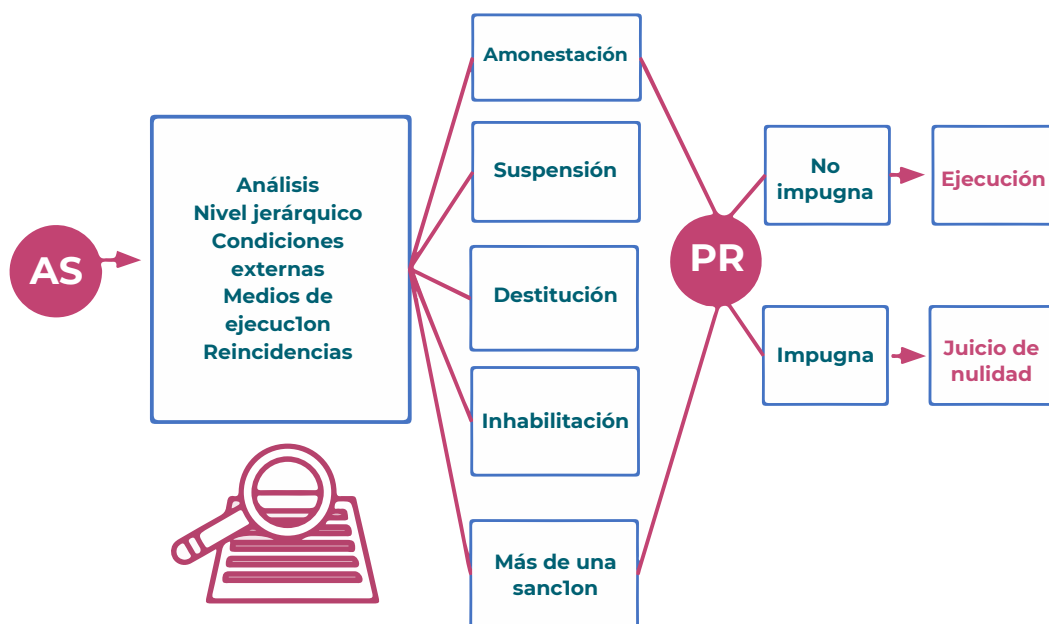 AS
Análisis
Nivel jerárquico
Condiciones
externas
Medios de
ejecuc1on
Reincidencias
Amonestación
Suspensión
Destitución
Inhabilitación
Más de una
sanc1on
PR
No
impugna
Ejecución
Impugna
Juicio de
nulidad